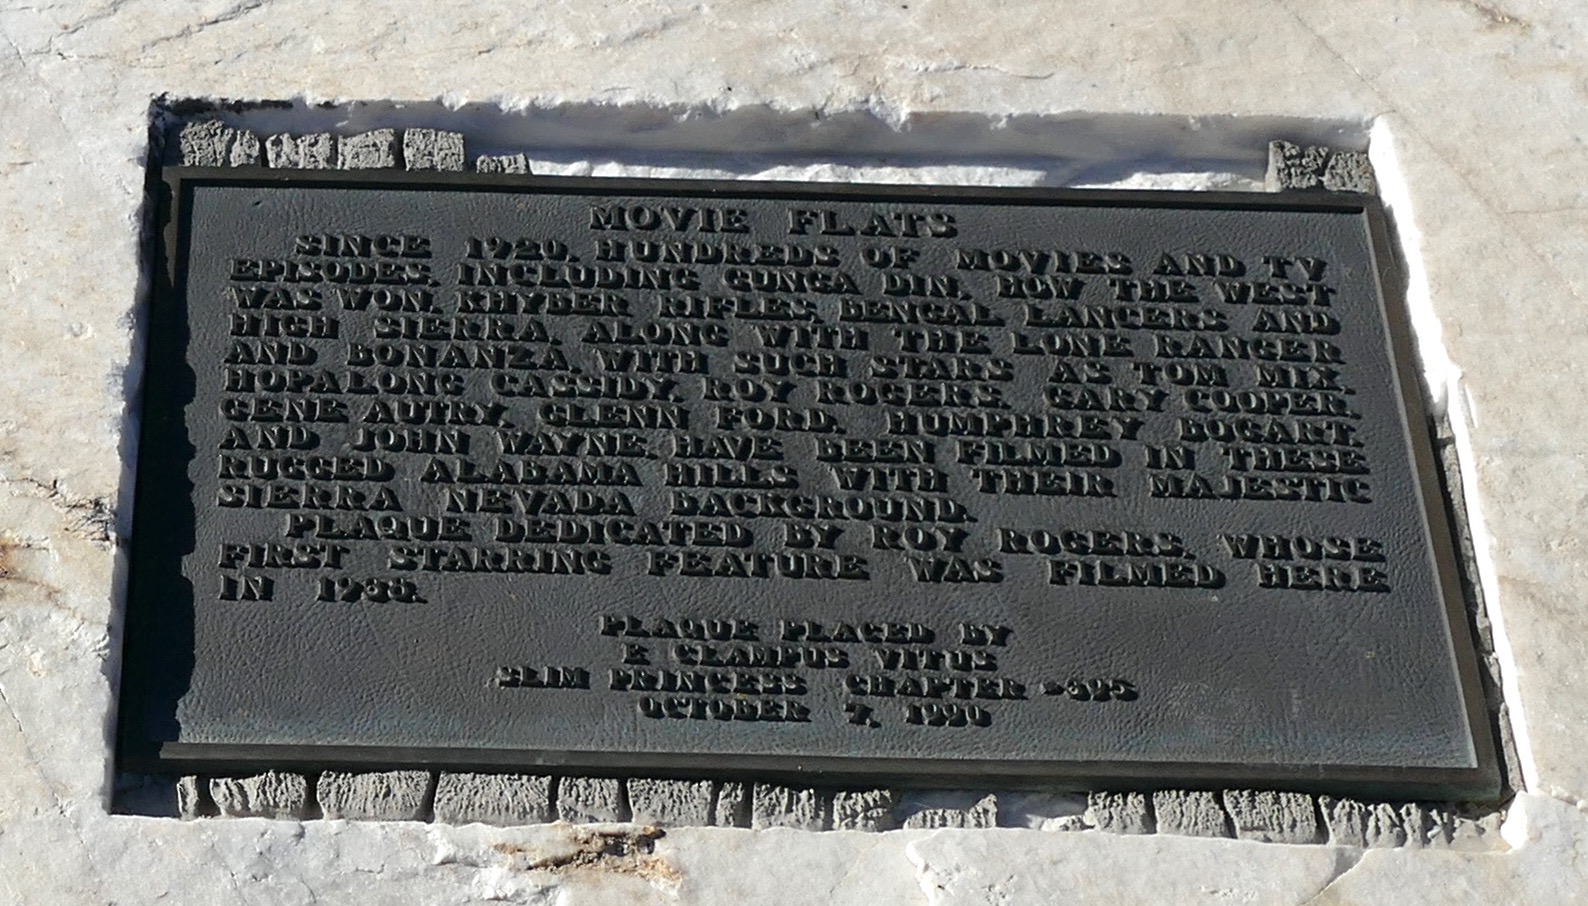 MOVIE FLATS
SINCE 1920, HUNDREDS OF MOVIES AND TV
EPISODES, INCLUDING GUNGA DIN, HOW THE WEST
WAS WON, KHYBER RIFLES, BENGAL LANCERS AND
HIGH SIERRA, ALONG WITH THE LONE RANGER
AND BONANZA, WITH SUCH STARS AS TOM MIX,
HOPALONG CASSIDY, ROY ROGERS, GARY COOPER,
GENE AUTRY, GLENN FORD, HUMPHREY BOGART,
AND JOHN WAYNE, HAVE BEEN FILMED IN THESE
RUGGED ALABAMA HILLS WITH THEIR MAJESTIC
SIERRA NEVADA BACKGROUND.
PLAQUE DEDICATED BY ROY ROGERS, WHOSE
FIRST STARRING FEATURE WAS FILMED HERE
IN 1938.
PLAQUE PLACED BY
E CLAMPUS VITUS
SLIM PRINCESS CHAPTER #395
OCTOBER 7, 1990